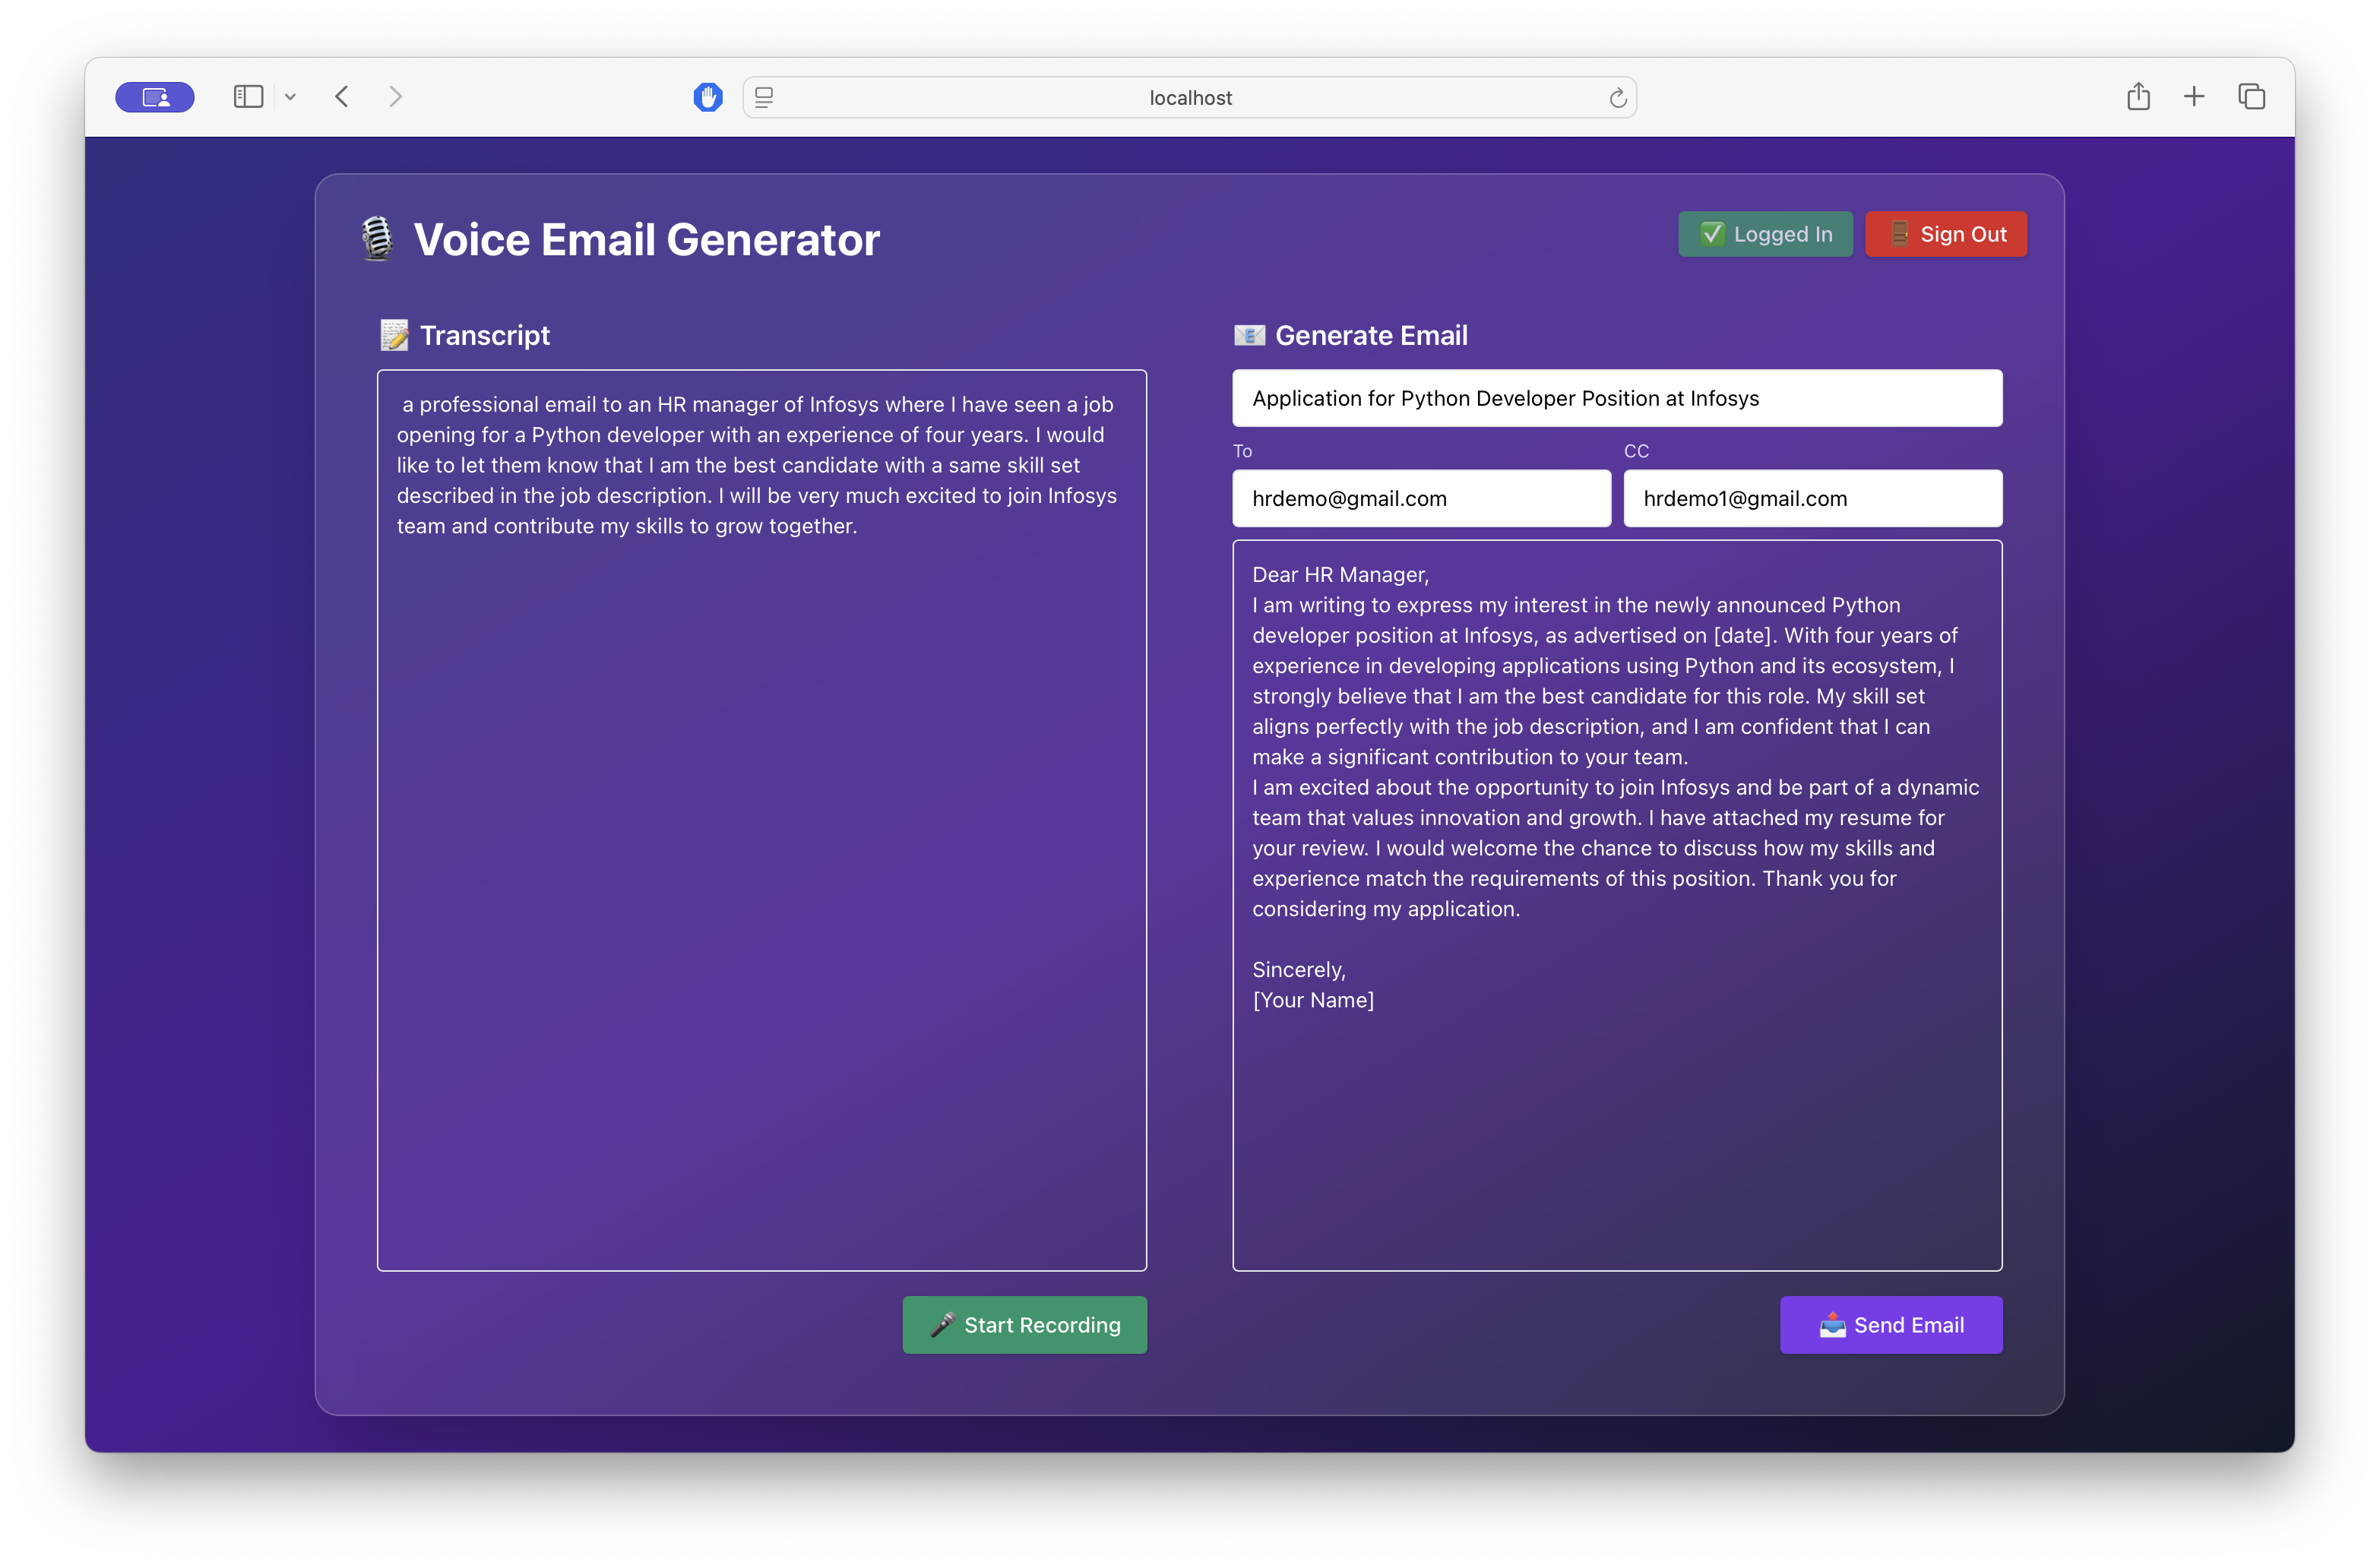 localhost
Voice Email Generator
Logged In
Sign Out
Transcript
a professional email to an HR manager of Infosys where I have seen a job
opening for a Python developer with an experience of four years. I would
like to let them know that I am the best candidate with a same skill set
described in the job description. I will be very much excited to join Infosys
team and contribute my skills to grow together.
Start Recording
Generate Email
Application for Python Developer Position at Infosys
To
CC
hrdemo@gmail.com
hrdemo1@gmail.com
Dear HR Manager,
I am writing to express my interest in the newly announced Python
developer position at Infosys, as advertised on [date]. With four years of
experience in developing applications using Python and its ecosystem, I
strongly believe that I am the best candidate for this role. My skill set
aligns perfectly with the job description, and I am confident that I can
make a significant contribution to your team.
I am excited about the opportunity to join Infosys and be part of a dynamic
team that values innovation and growth. I have attached my resume for
your review. I would welcome the chance to discuss how my skills and
experience match the requirements of this position. Thank you for
considering my application.
Sincerely,
[Your Name]
Send Email